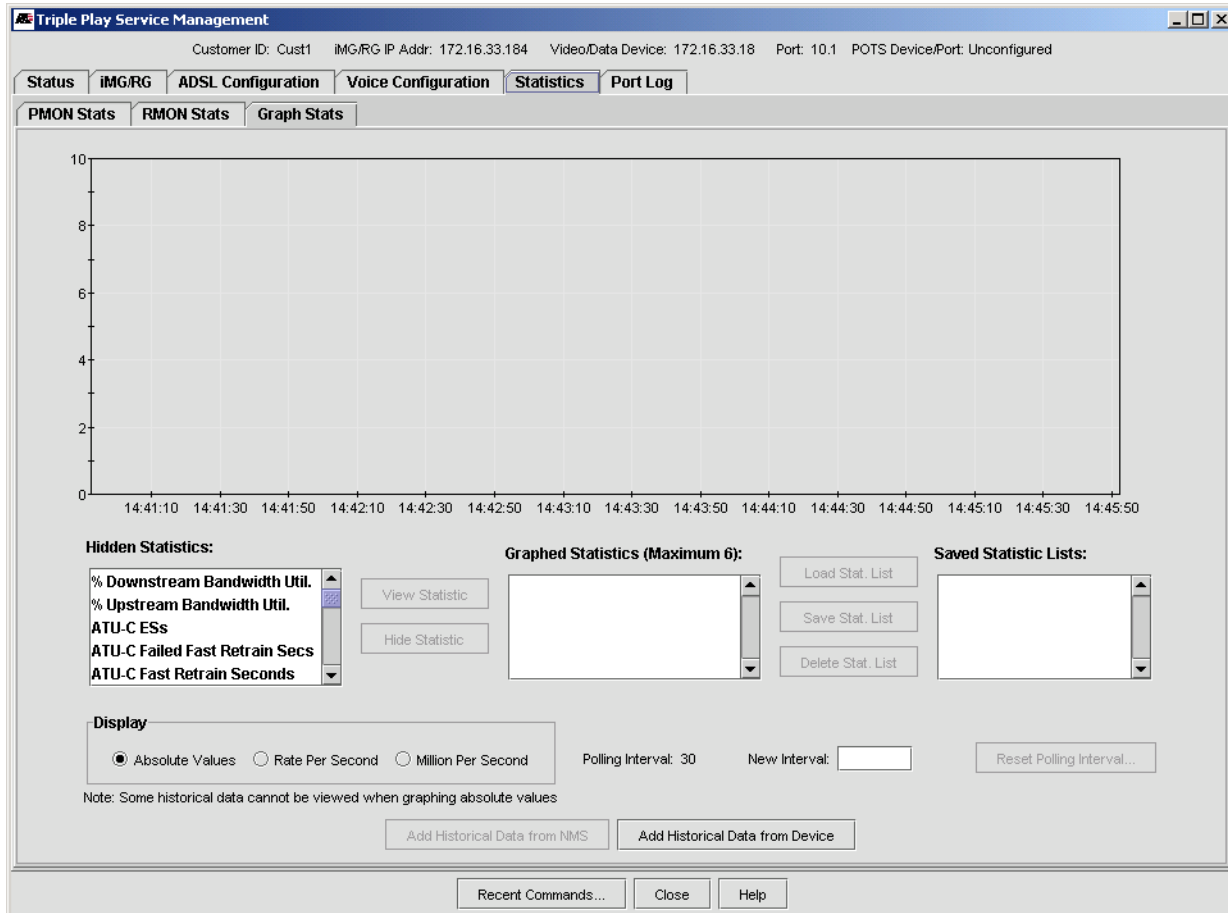 Triple Play Service Management
Customer ID: Cust1 iMG/RG IP Addr: 172.16.33.184 Video/Data Device: 172.16.33.18 Port: 10.1 POTS Device/Port: Unconfigured
Status iMG/RG ADSL Configuration Voice Configuration Statistics Port Log
PMON Stats RMON Stats Graph Stats
10
8
6
4
2
0
14:41:10 14:41:30 14:41:50 14:42:10 14:42:30 14:42:50 14:43:10 14:43:30 14:43:50 14:44:10 14:44:30 14:44:50 14:45:10 14:45:30 14:45:50
Hidden Statistics:
% Downstream Bandwidth Util.
% Upstream Bandwidth Util.
ATU-C ESs
ATU-C Failed Fast Retrain Secs
ATU-C Fast Retrain Seconds
View Statistic
Hide Statistic
Graphed Statistics (Maximum 6):
Load Stat. List
Save Stat. List
Delete Stat. List
Saved Statistic Lists:
Display
Absolute Values Rate Per Second Million Per Second
Polling Interval: 30 New Interval: Reset Polling Interval...
Note: Some historical data cannot be viewed when graphing absolute values
Add Historical Data from NMS Add Historical Data from Device
Recent Commands... Close Help